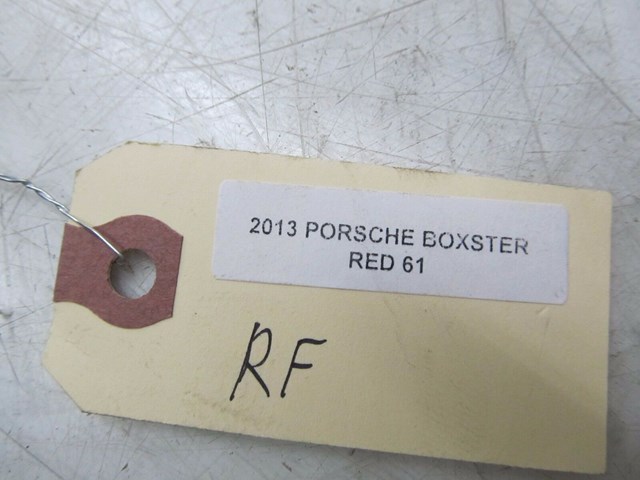 2013 PORSCHE BOXSTER
RED 61
RF